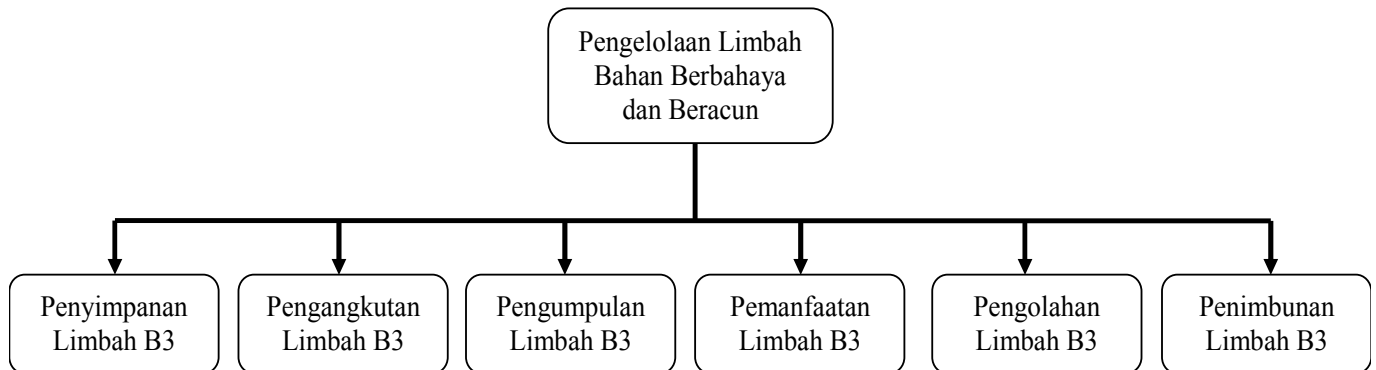 Pengelolaan Limbah
Bahan Berbahaya
dan Beracun
Penyimpanan
Limbah B3
Pengangkutan
Limbah B3
Pengumpulan
Limbah B3
Pemanfaatan
Limbah B3
Pengolahan
Limbah B3
Penimbunan
Limbah B3